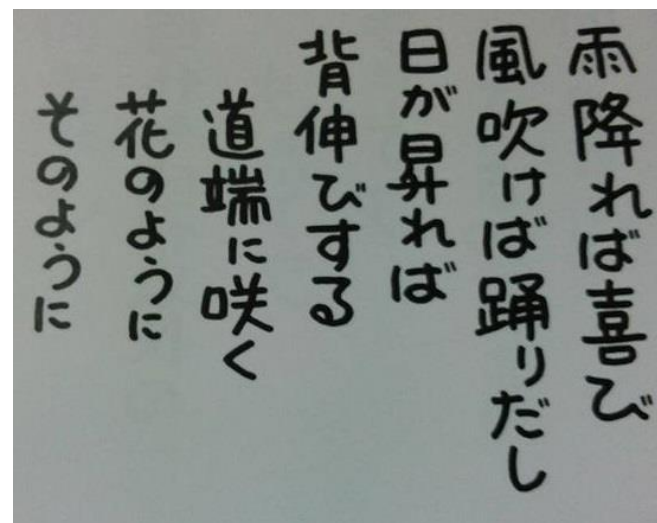 雨降れば喜び
風吹けば踊りだし
日が昇れば
背伸びする
道端に咲く
花のように
そのように